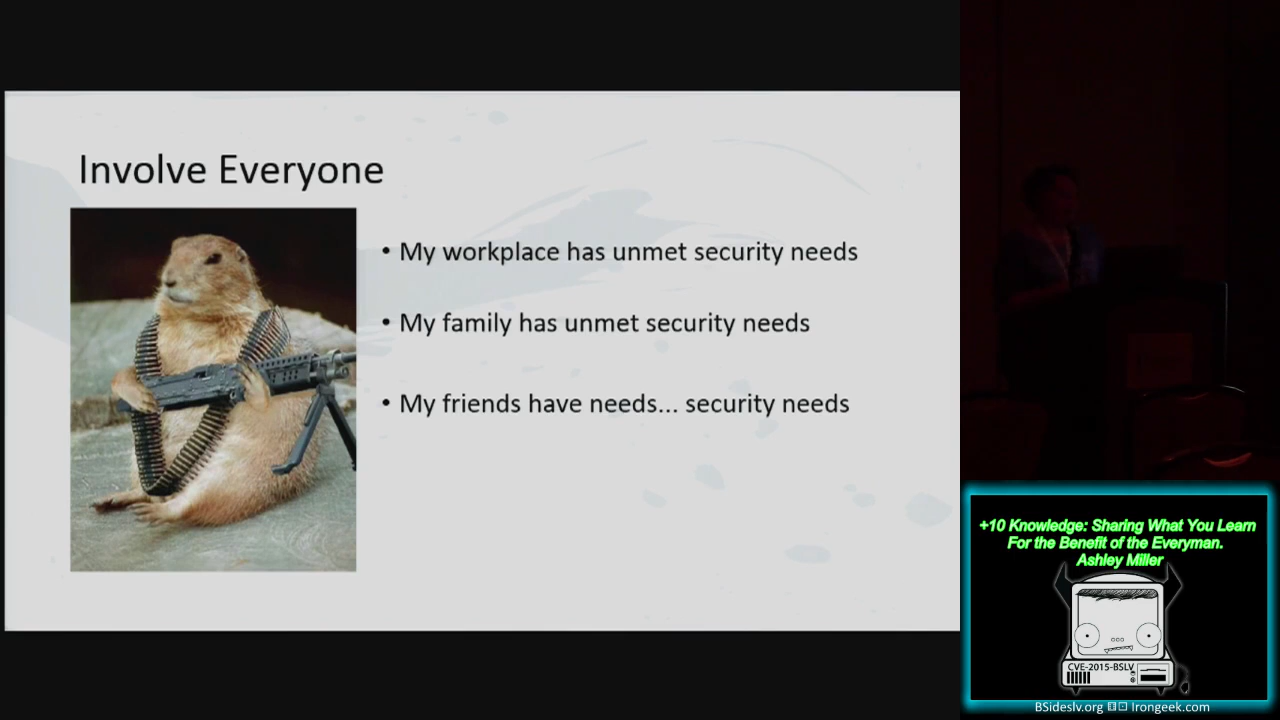 Involve Everyone
• My workplace has unmet security needs
• My family has unmet security needs
• My friends have needs... security needs
+10 Knowledge: Sharing What You Learn
For the Benefit of the Everyman.
Ashley Miller
CVE-2015-BSLV
BSideslv.org Irongeek.com